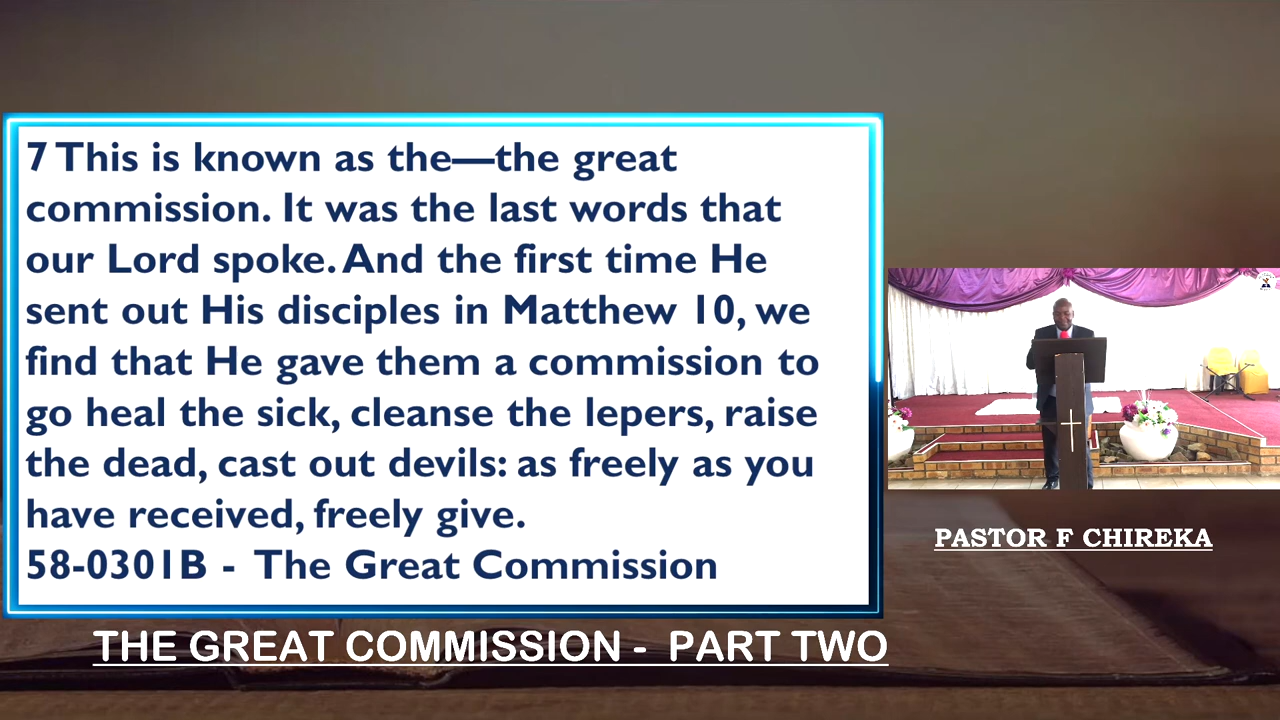 7 This is known as the—the great
commission. It was the last words that
our Lord spoke. And the first time He
sent out His disciples in Matthew 10, we
find that He gave them a commission to
go heal the sick, cleanse the lepers, raise
the dead, cast out devils: as freely as you
have received, freely give.
58-0301B - The Great Commission
PASTOR F CHIREKA
THE GREAT COMMISSION - PART TWO